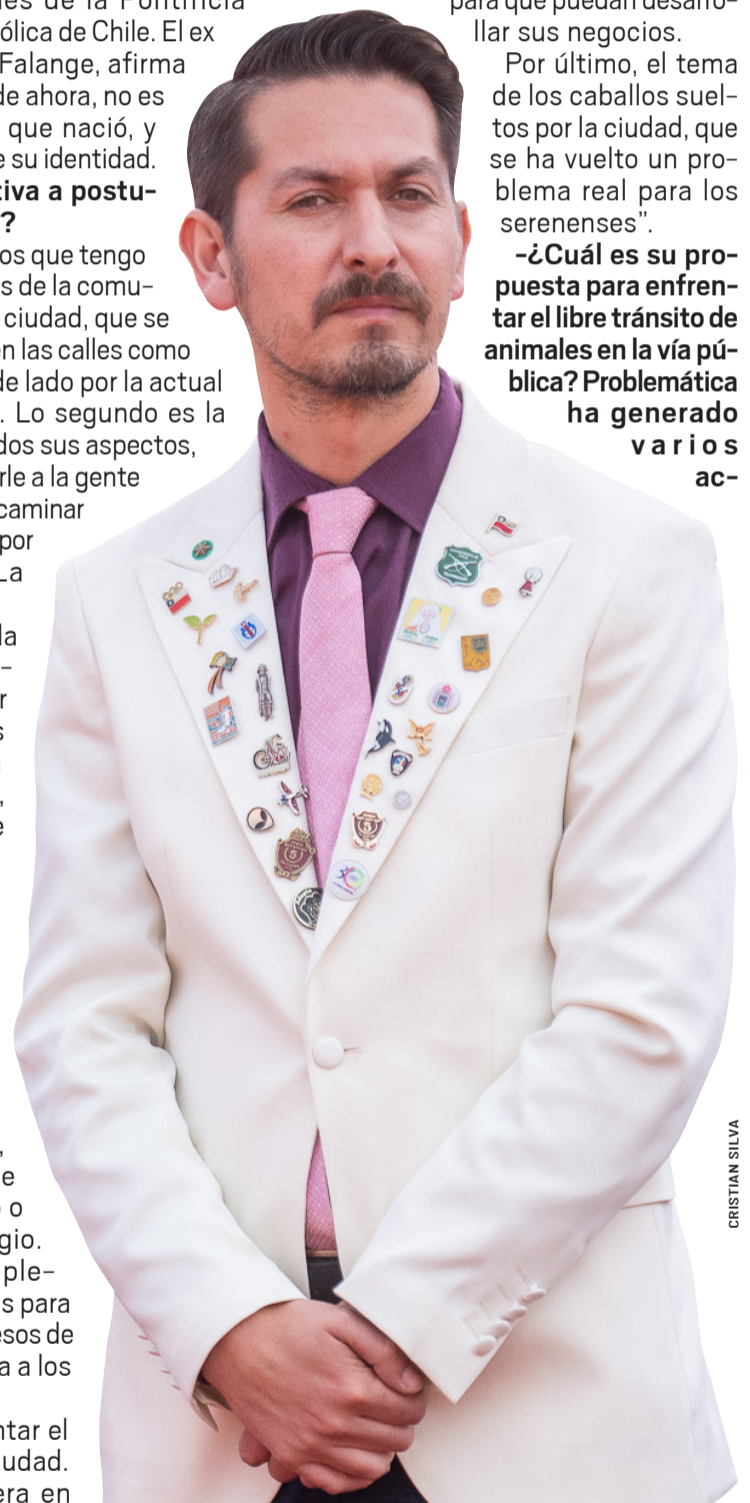 ólica de Chile. El ex
Falange, afirma
de ahora, no es
que nació, y
e su identidad.
tiva a postu-
?
os que tengo
s de la comu-
ciudad, que se
en las calles como
de lado por la actual
. Lo segundo es la
dos sus aspectos,
rle a la gente
caminar
por
La
la
-
r
s
,
e
,
e
o
gio.
ple-
s para
esos de
a a los
ntar el
udad.
era en
para que puedan desarro-
llar sus negocios.
Por último, el tema
de los caballos suel-
tos por la ciudad, que
se ha vuelto un pro-
blema real para los
serenenses”.
-¿Cuál es su pro-
puesta para enfren-
tar el libre tránsito de
animales en la vía pú-
blica? Problemática
ha generado
varios
ac-
CRISTIAN SILVA